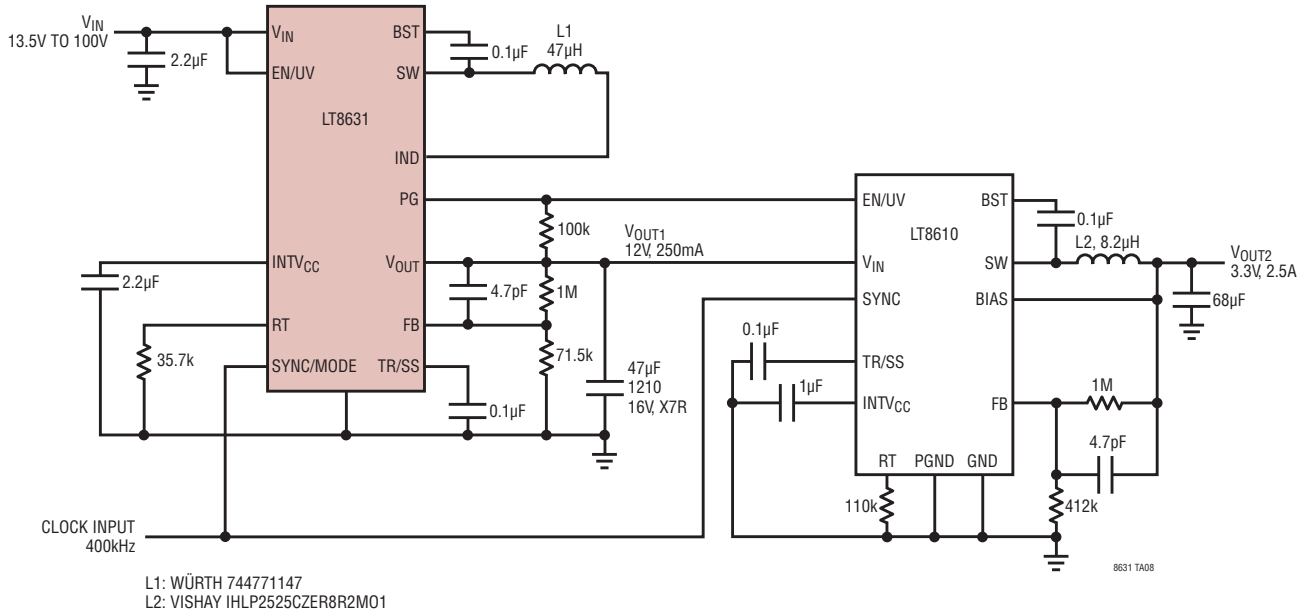 VIN
13.5V TO 100V
2.2µF
VIN
EN/UV
LT8631
BST
SW
IND
PG
INTVCC
VOUT
RT
FB
SYNC/MODE
TR/SS
0.1µF
L1
47µH
100k
VOUT1
12V, 250mA
2.2µF
4.7pF
1M
35.7k
71.5k
0.1µF
47µF
1210
16V, X7R
EN/UV
BST
LT8610
VIN
SW
SYNC
BIAS
TR/SS
INTVCC
FB
RT
PGND
GND
0.1µF
L2, 8.2µH
VOUT2
3.3V, 2.5A
68µF
0.1µF
1µF
1M
4.7pF
110k
412k
CLOCK INPUT
400kHz
8631 TA08
L1: WÜRTH 744771147
L2: VISHAY IHLP2525CZER8R2MO1